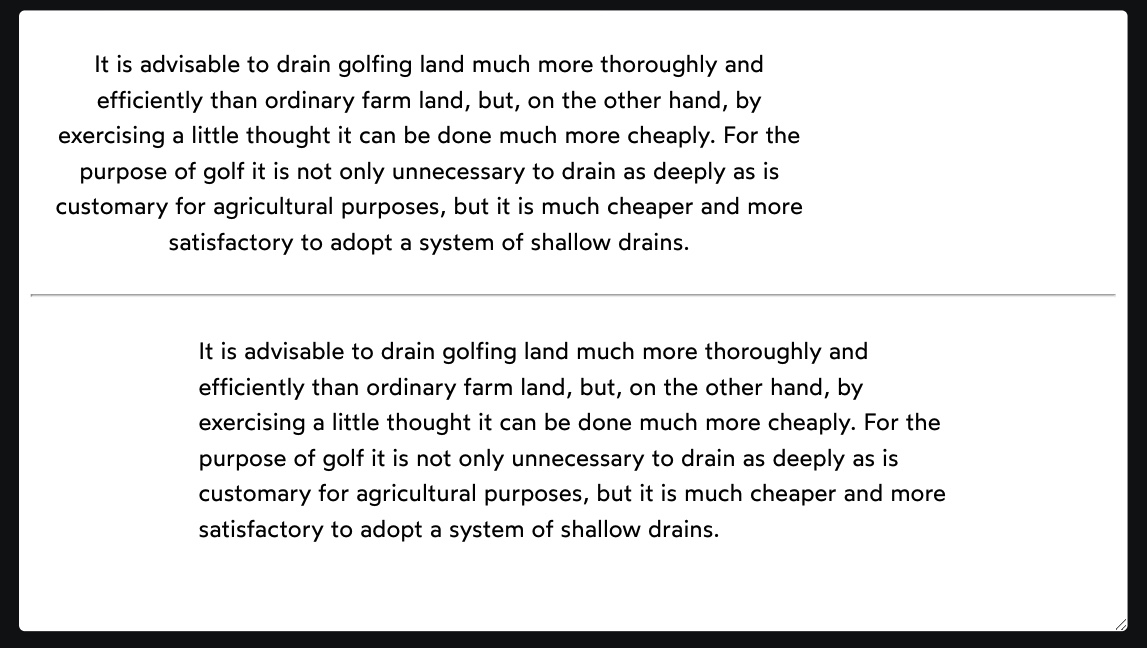 It is advisable to drain golfing land much more thoroughly and
efficiently than ordinary farm land, but, on the other hand, by
exercising a little thought it can be done much more cheaply. For the
purpose of golf it is not only unnecessary to drain as deeply as is
customary for agricultural purposes, but it is much cheaper and more
satisfactory to adopt a system of shallow drains.
It is advisable to drain golfing land much more thoroughly and
efficiently than ordinary farm land, but, on the other hand, by
exercising a little thought it can be done much more cheaply. For the
purpose of golf it is not only unnecessary to drain as deeply as is
customary for agricultural purposes, but it is much cheaper and more
satisfactory to adopt a system of shallow drains.